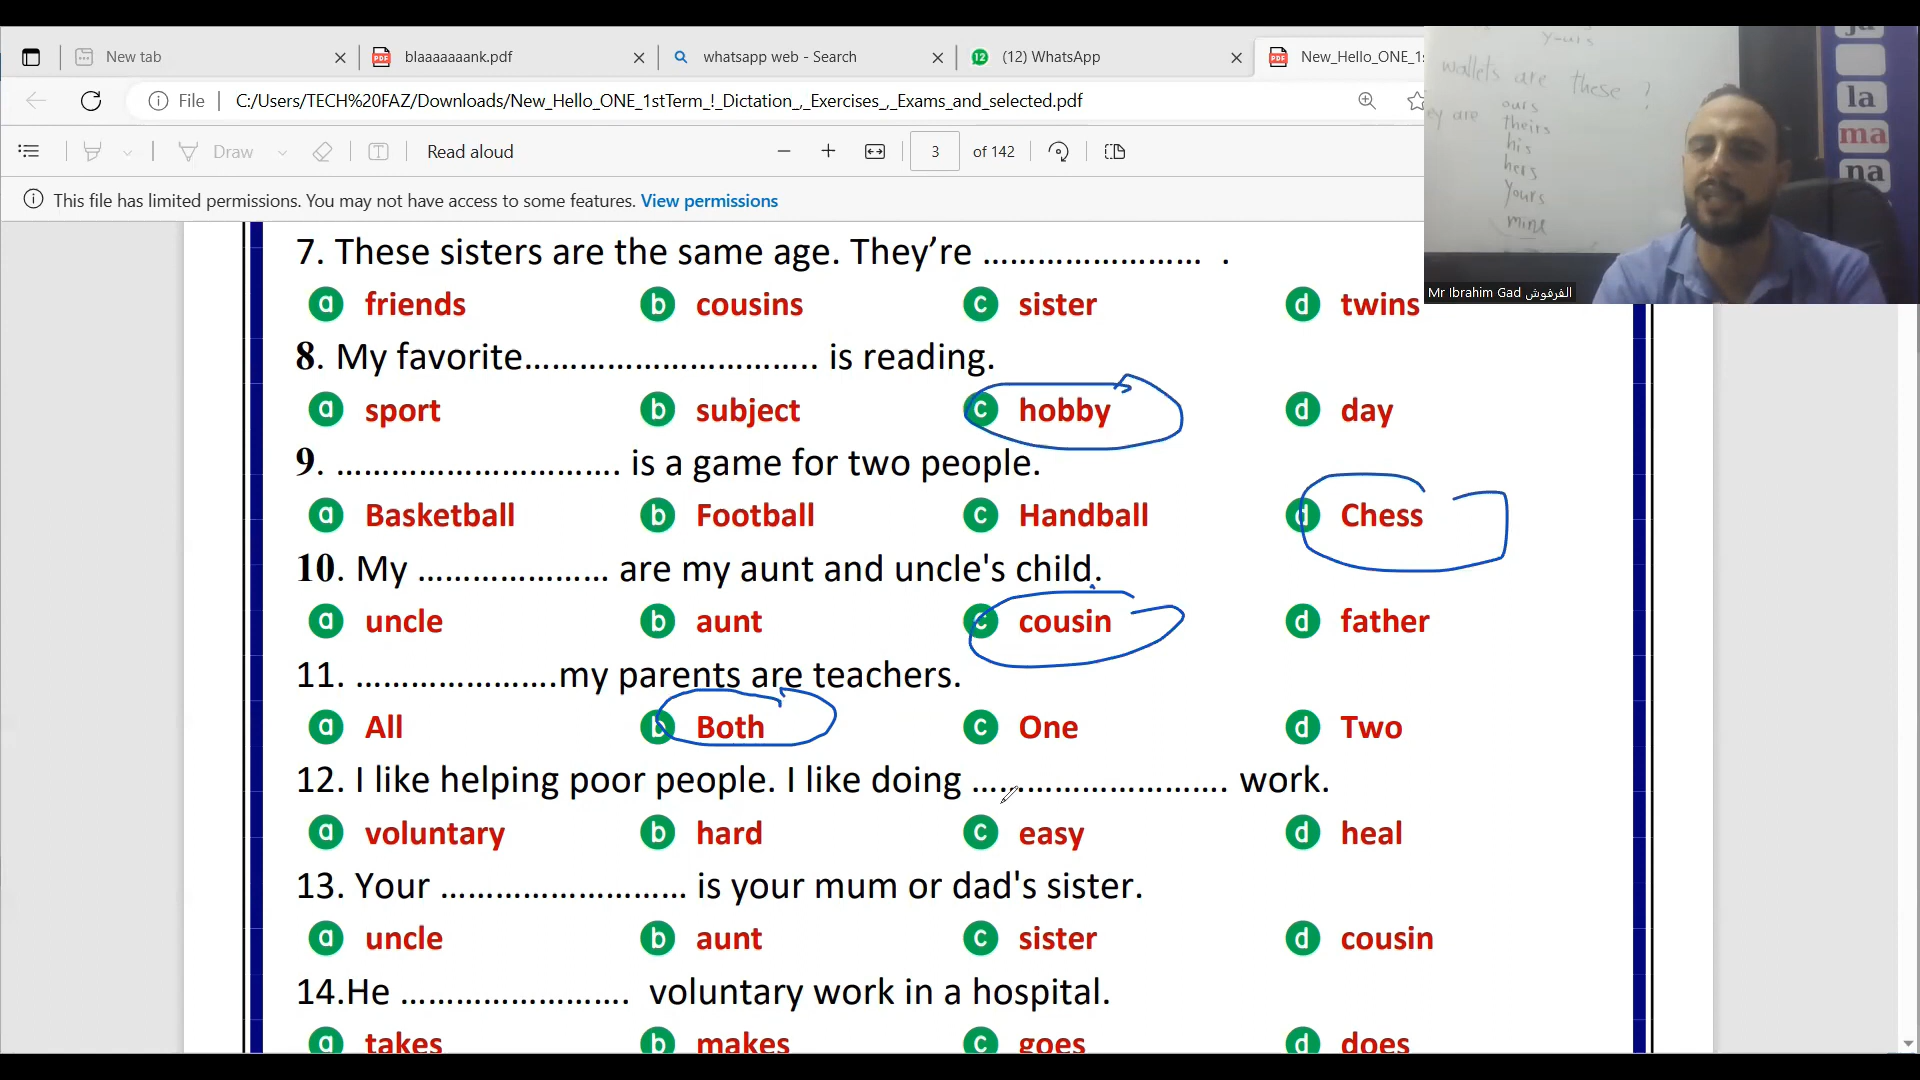 New tab
blaaaaaaank.pdf
whatsapp web - Search
(12) WhatsApp
New_Hello_ONE_1s
File
C:/Users/TECH%20FAZ/Downloads/New_Hello_ONE_1stTerm_!_Dictation_,_Exercises_,_Exams_and_selected.pdf
Draw
Read aloud
3 of 142
This file has limited permissions. You may not have access to some features. View permissions
wallets are these ?
ey are
ours
theirs
his
hers
yours
mine
la
ma
na
Mr Ibrahim Gad الفرفوش
7. These sisters are the same age. They’re ........................ .
a friends b cousins c sister d twins
8. My favorite................................ is reading.
a sport b subject c hobby d day
9. ............................... is a game for two people.
a Basketball b Football c Handball d Chess
10. My ..................... are my aunt and uncle's child.
a uncle b aunt c cousin d father
11. ......................my parents are teachers.
a All b Both c One d Two
12. I like helping poor people. I like doing ............................ work.
a voluntary b hard c easy d heal
13. Your ........................... is your mum or dad's sister.
a uncle b aunt c sister d cousin
14.He ......................... voluntary work in a hospital.
a takes b makes c goes d does